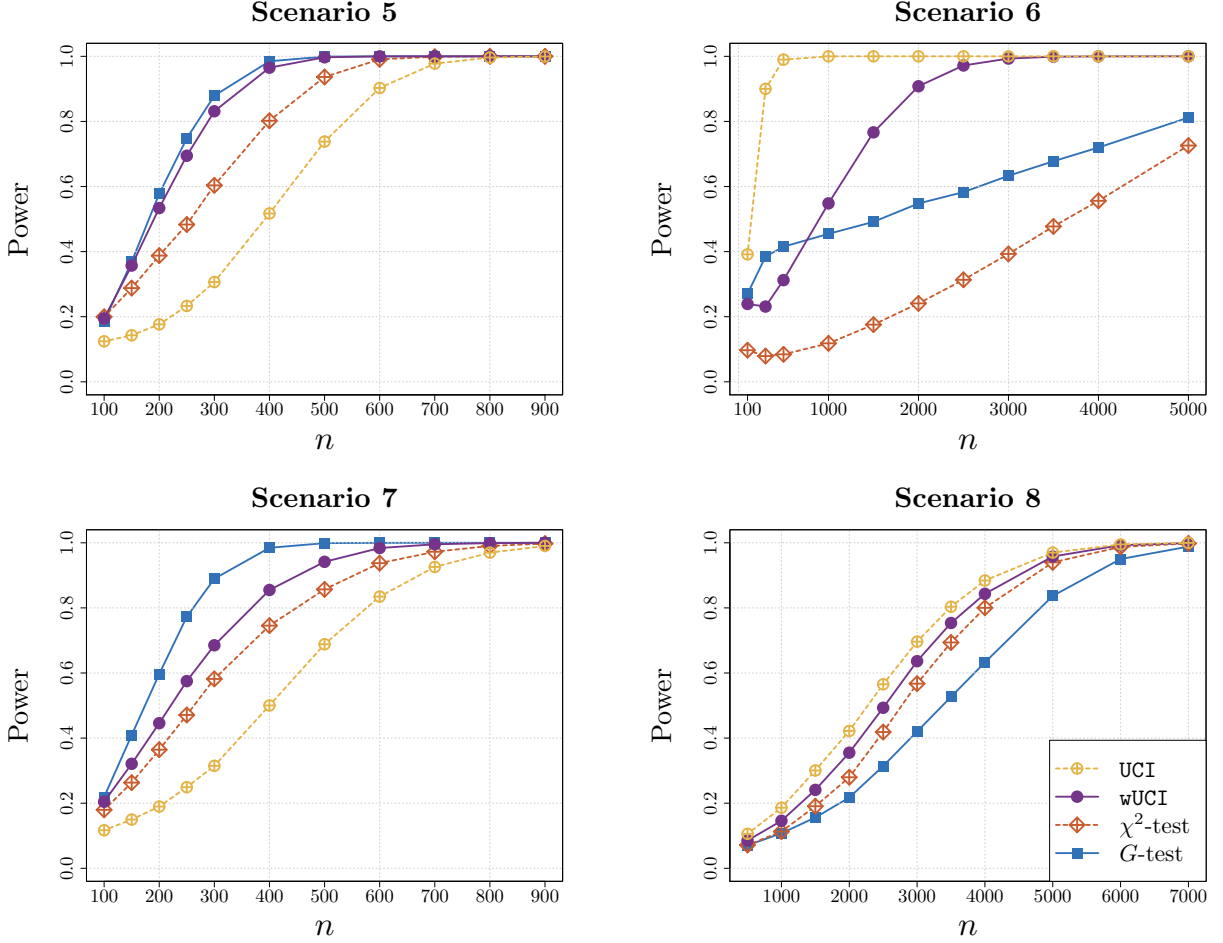 Scenario 5
Power
0.0 0.2 0.4 0.6 0.8 1.0
100 200 300 400 500 600 700 800 900
n
Scenario 6
Power
0.0 0.2 0.4 0.6 0.8 1.0
100 1000 2000 3000 4000 5000
n
Scenario 7
Power
0.0 0.2 0.4 0.6 0.8 1.0
100 200 300 400 500 600 700 800 900
n
Scenario 8
Power
0.0 0.2 0.4 0.6 0.8 1.0
1000 2000 3000 4000 5000 6000 7000
n
UCI
wUCI
χ²-test
G-test